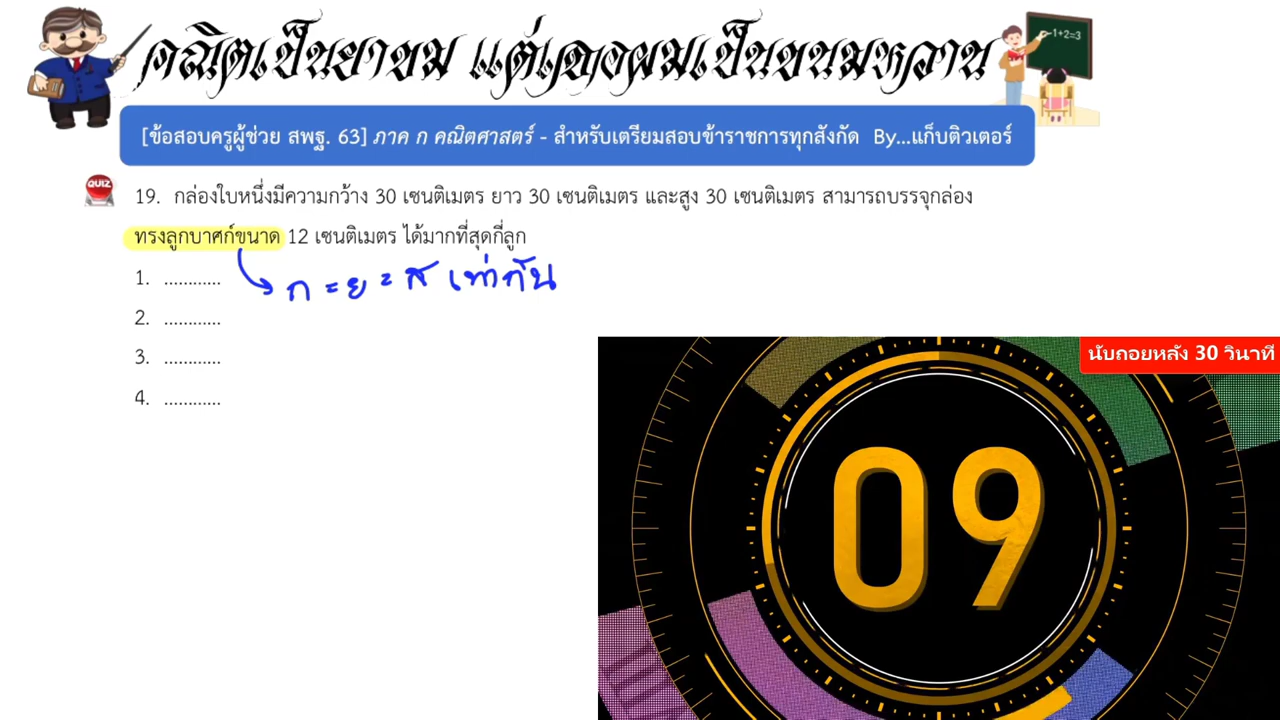 คณิตเป็นยาขม แต่เจอผมเป็นขนมหวาน
-1+2=3
[ข้อสอบครูผู้ช่วย สพฐ. 63] ภาค ก คณิตศาสตร์ - สำหรับเตรียมสอบข้าราชการทุกสังกัด By...แก็บติวเตอร์
QUIZ
19. กล่องใบหนึ่งมีความกว้าง 30 เซนติเมตร ยาว 30 เซนติเมตร และสูง 30 เซนติเมตร สามารถบรรจุกล่อง
ทรงลูกบาศก์ขนาด 12 เซนติเมตร ได้มากที่สุดกี่ลูก
1. ............
ก = ย = ส เท่ากัน
2. ............
3. ............
4. ............
นับถอยหลัง 30 วินาที
09